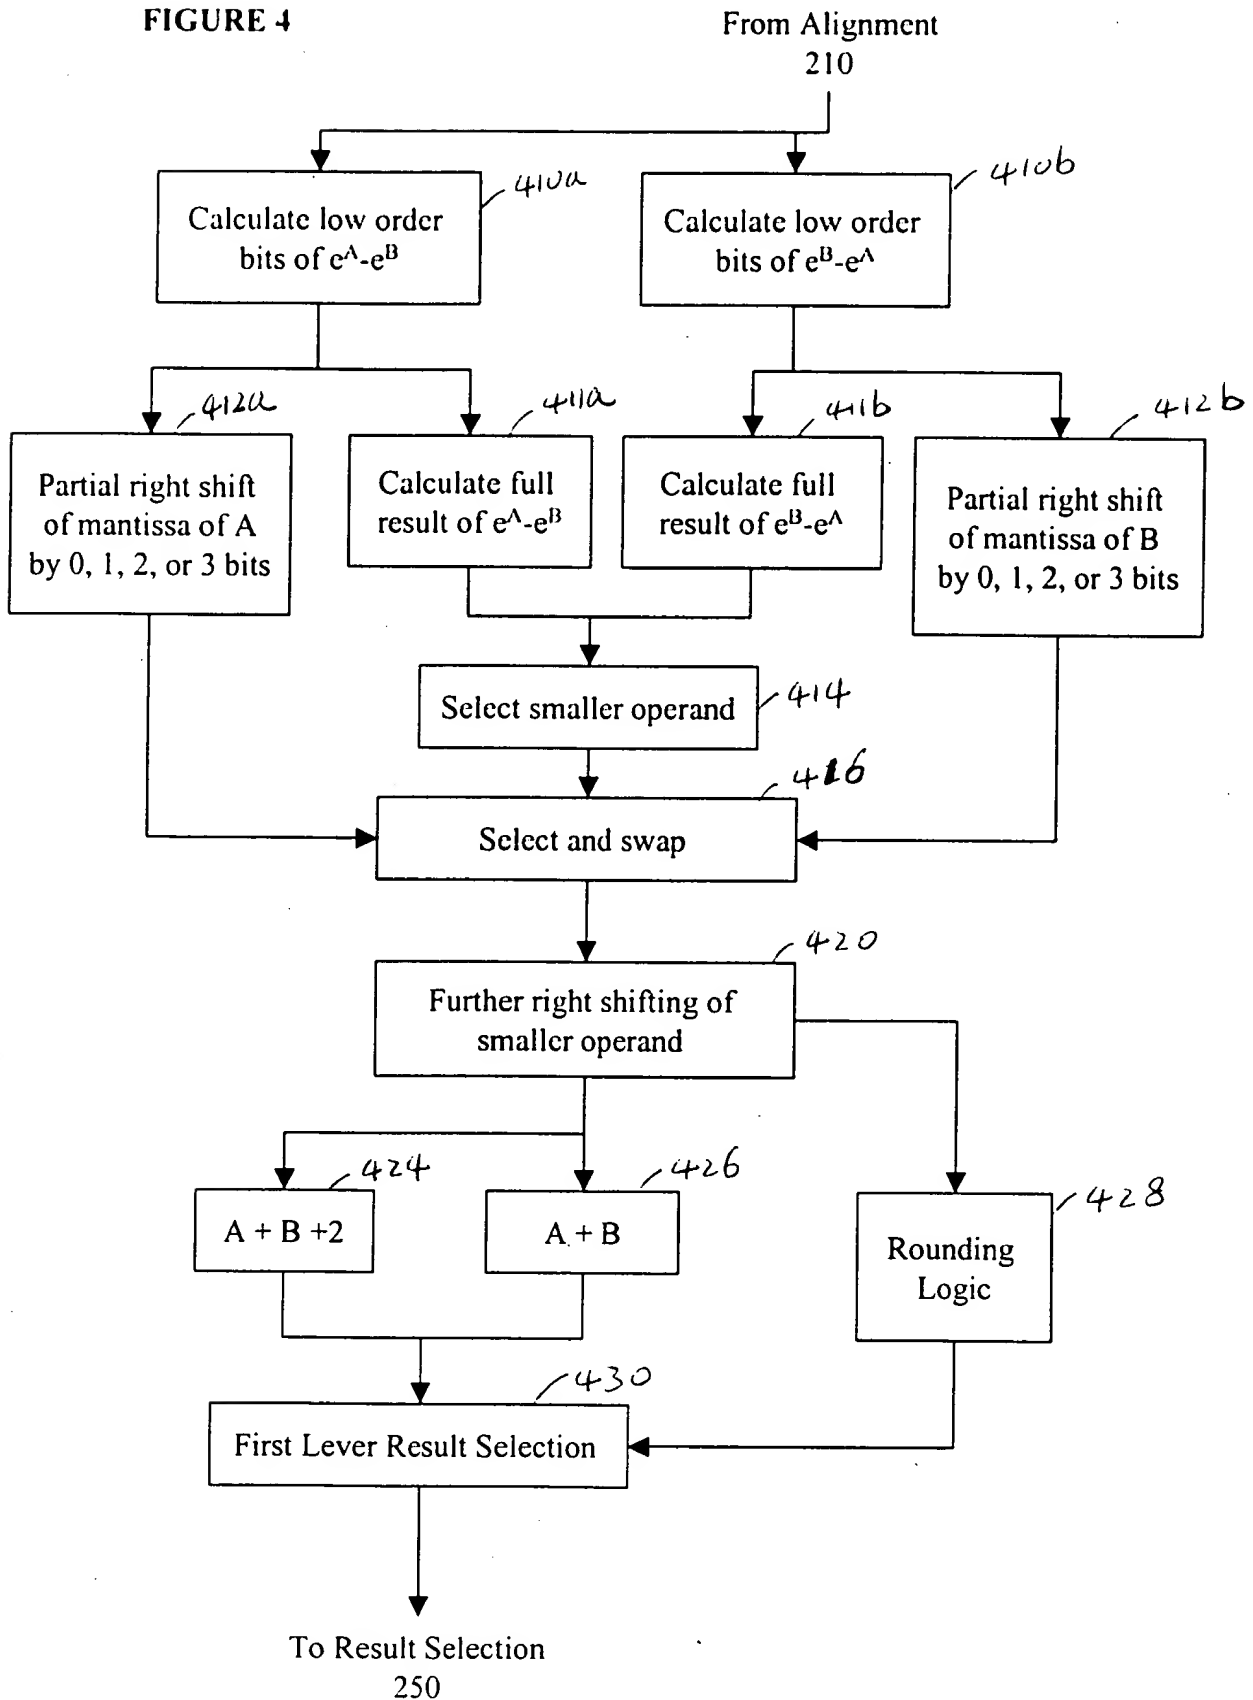 FIGURE 4
From Alignment
210
410a
410b
Calculate low order
bits of e^A-e^B
Calculate low order
bits of e^B-e^A
412a
411a
411b
412b
Partial right shift
of mantissa of A
by 0, 1, 2, or 3 bits
Calculate full
result of e^A-e^B
Calculate full
result of e^B-e^A
Partial right shift
of mantissa of B
by 0, 1, 2, or 3 bits
414
Select smaller operand
416
Select and swap
420
Further right shifting of
smaller operand
424
426
428
A + B +2
A + B
Rounding
Logic
430
First Lever Result Selection
To Result Selection
250